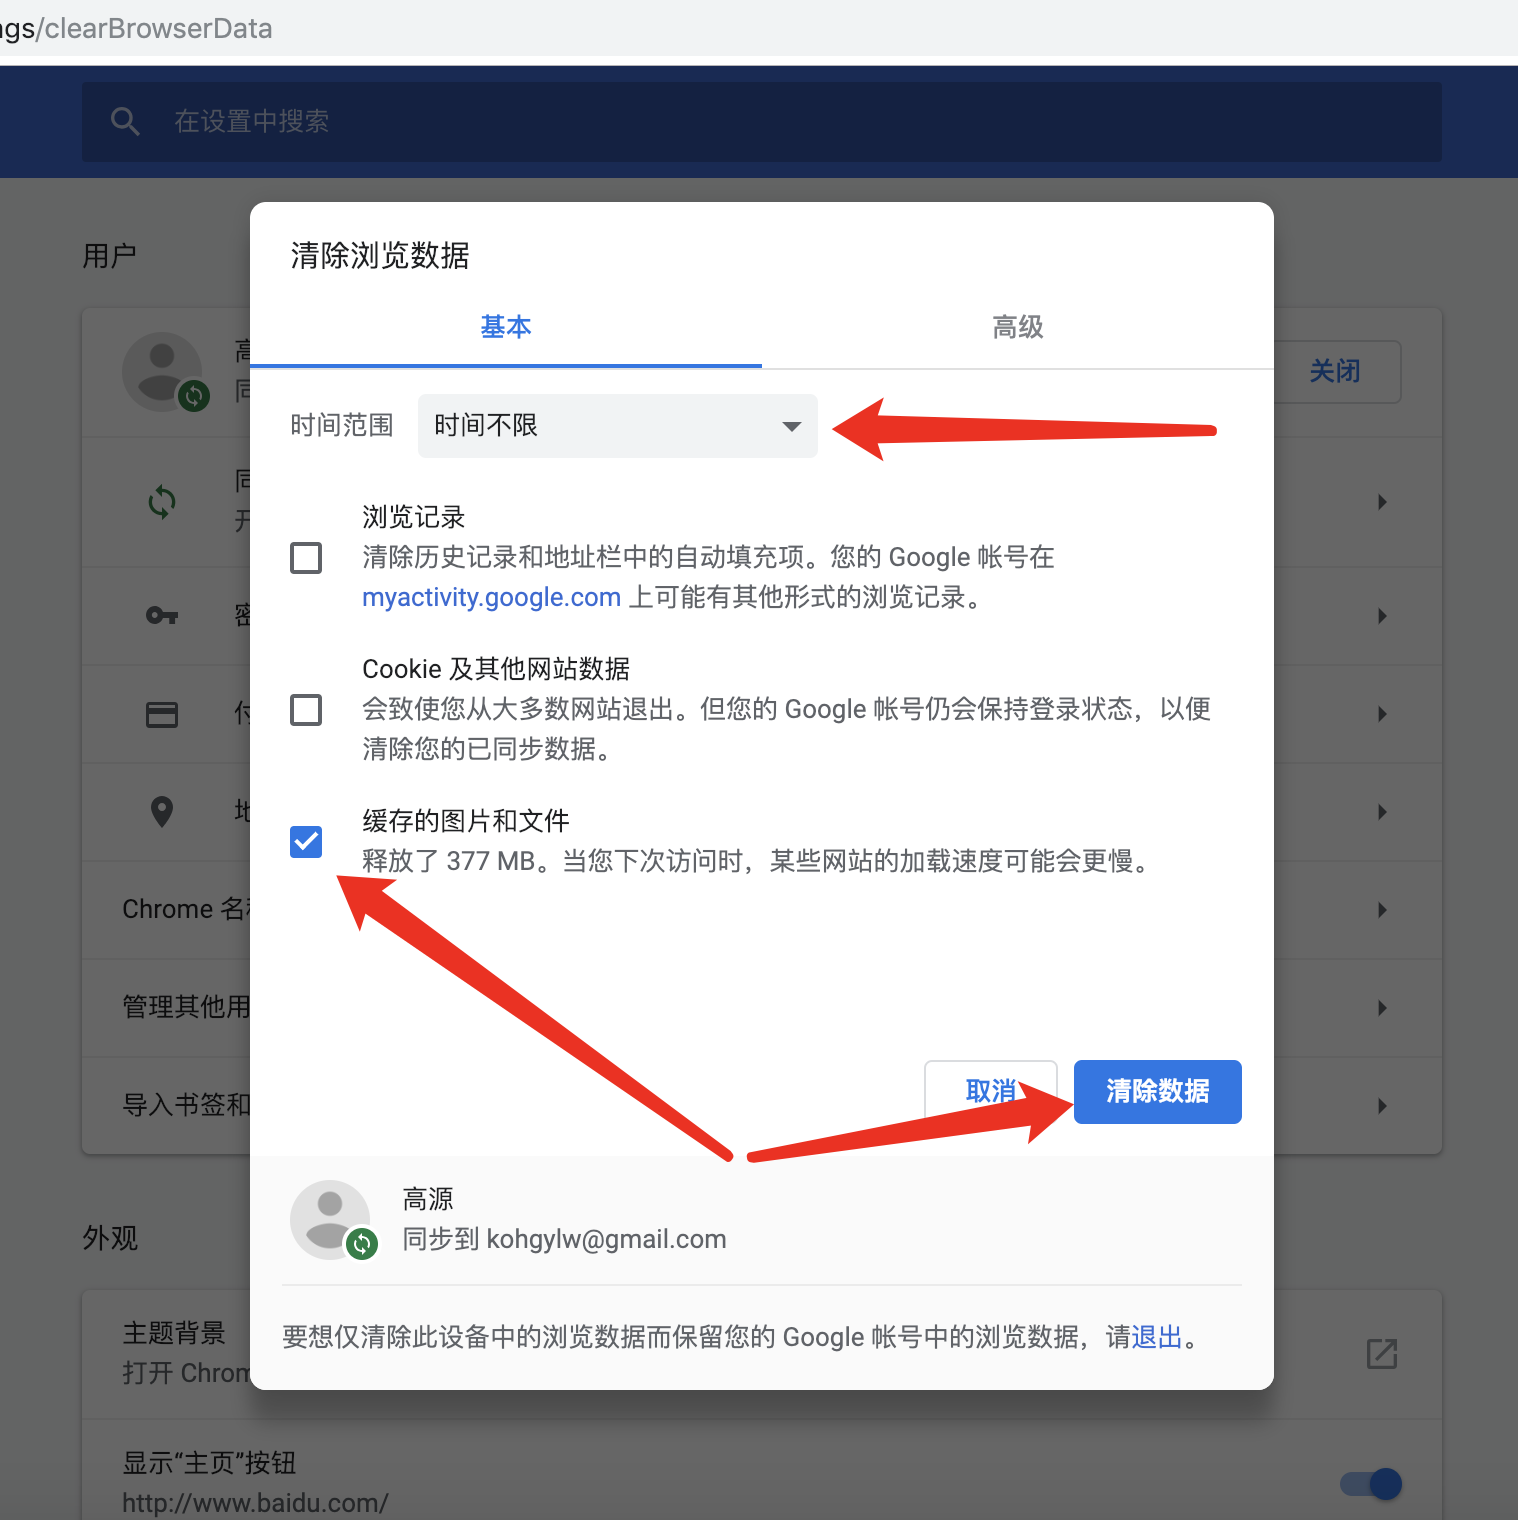 ngs/clearBrowserData
在设置中搜索
用户
关闭
清除浏览数据
基本
高级
时间范围
时间不限
浏览记录
清除历史记录和地址栏中的自动填充项。您的 Google 帐号在
myactivity.google.com 上可能有其他形式的浏览记录。
Cookie 及其他网站数据
会致使您从大多数网站退出。但您的 Google 帐号仍会保持登录状态，以便
清除您的已同步数据。
缓存的图片和文件
释放了 377 MB。当您下次访问时，某些网站的加载速度可能会更慢。
Chrome 名
管理其他用
导入书签和
取消
清除数据
高源
同步到 kohgylw@gmail.com
要想仅清除此设备中的浏览数据而保留您的 Google 帐号中的浏览数据，请退出。
外观
主题背景
打开 Chrom
显示“主页”按钮
http://www.baidu.com/